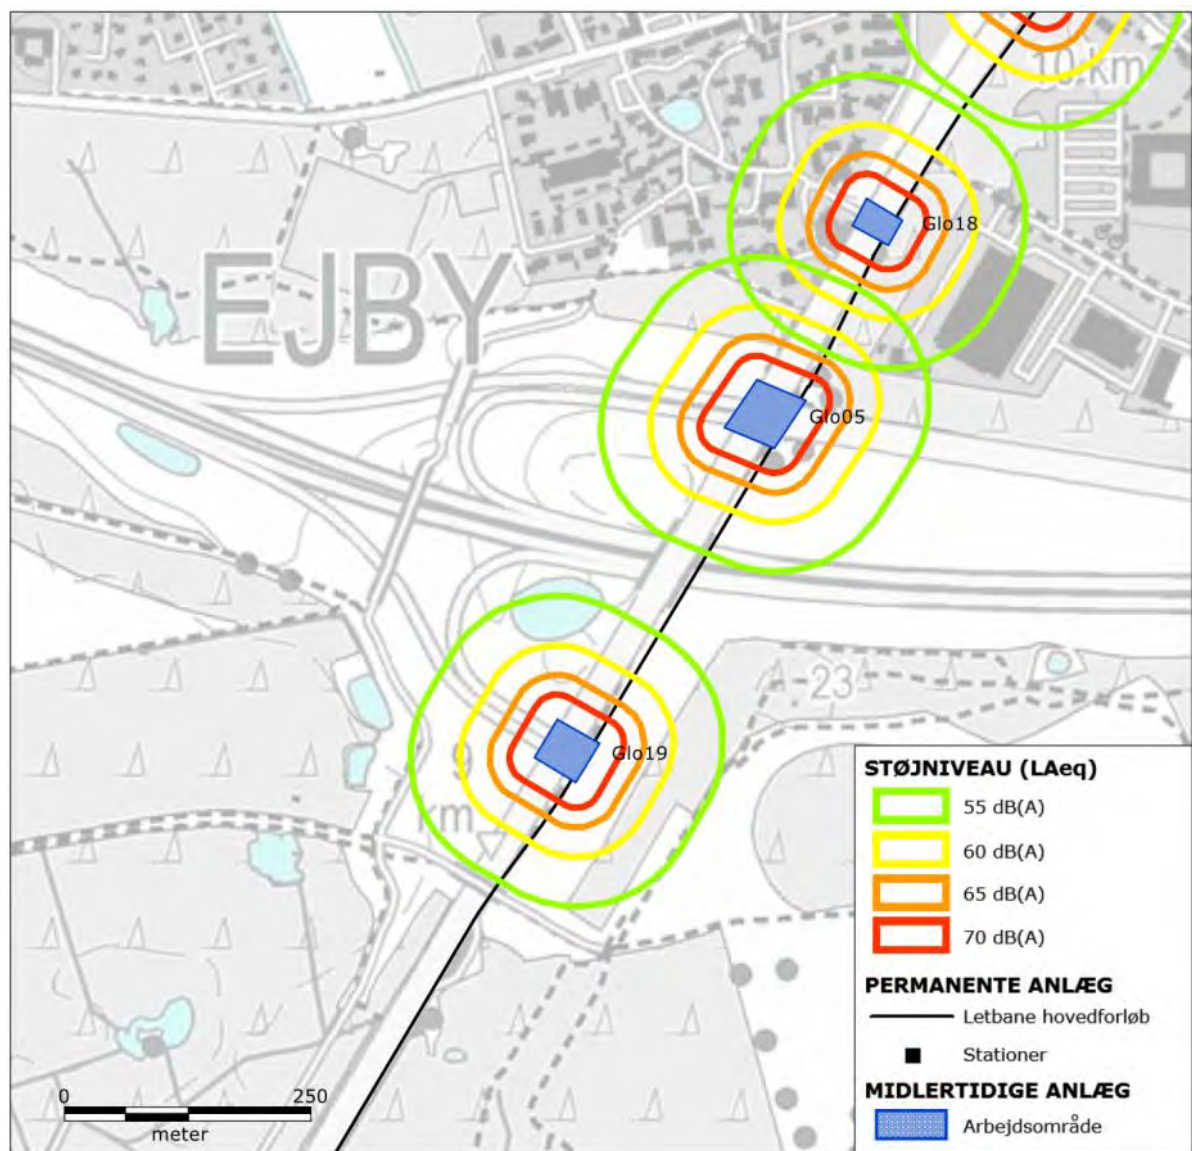 10 km
Glo18
EJBY
Glo05
. 23
Glo19
9
km
STØJNIVEAU (LAeq)
55 dB(A)
60 dB(A)
65 dB(A)
70 dB(A)
PERMANENTE ANLÆG
Letbane hovedforløb
Stationer
MIDLERTIDIGE ANLÆG
Arbejdsområde
0 250
meter